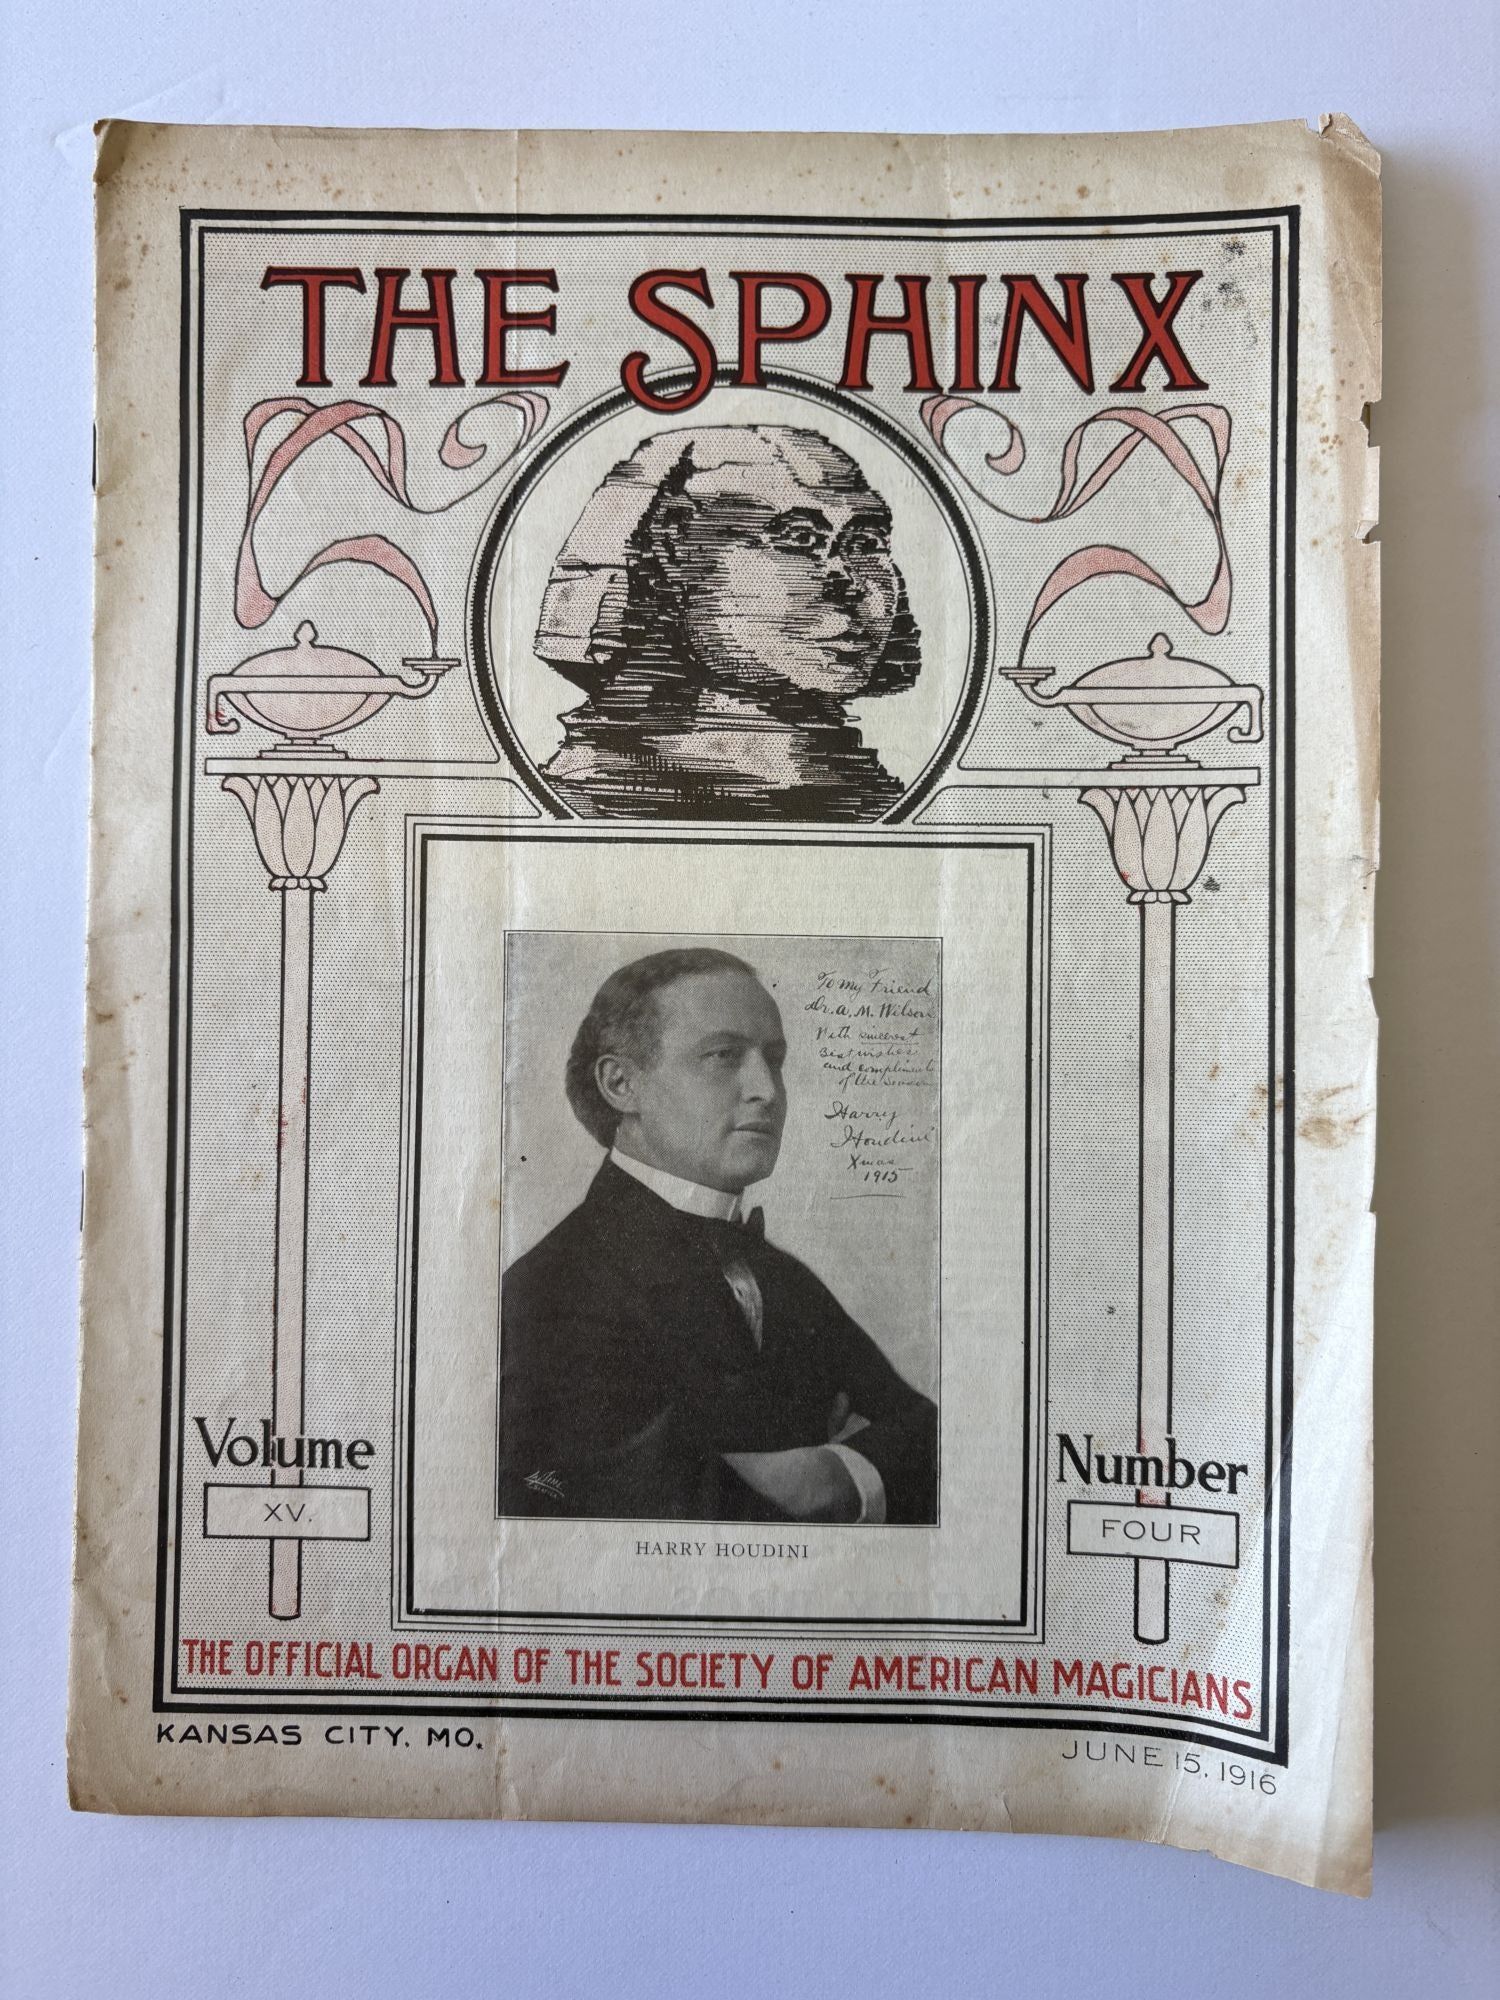 THE SPHINX
To my Friend
Dr. A. M. Wilson
With sincerest
Best wishes
and compliments
of the Season
Harry
Houdini
Xmas
1915
Volume
XV.
Number
FOUR
HARRY HOUDINI
THE OFFICIAL ORGAN OF THE SOCIETY OF AMERICAN MAGICIANS
KANSAS CITY, MO.
JUNE 15, 1916